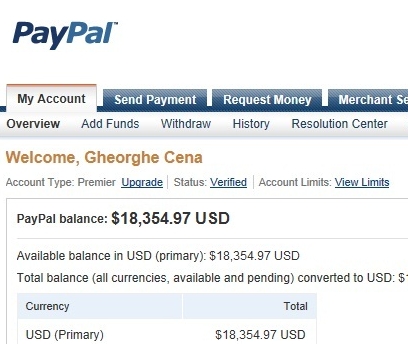 PayPal™
My Account Send Payment Request Money Merchant Se
Overview Add Funds Withdraw History Resolution Center
Welcome, Gheorghe Cena
Account Type: Premier Upgrade | Status: Verified | Account Limits: View Limits
PayPal balance: $18,354.97 USD
Available balance in USD (primary): $18,354.97 USD
Total balance (all currencies, available and pending) converted to USD: $1
Currency Total
USD (Primary) $18,354.97 USD